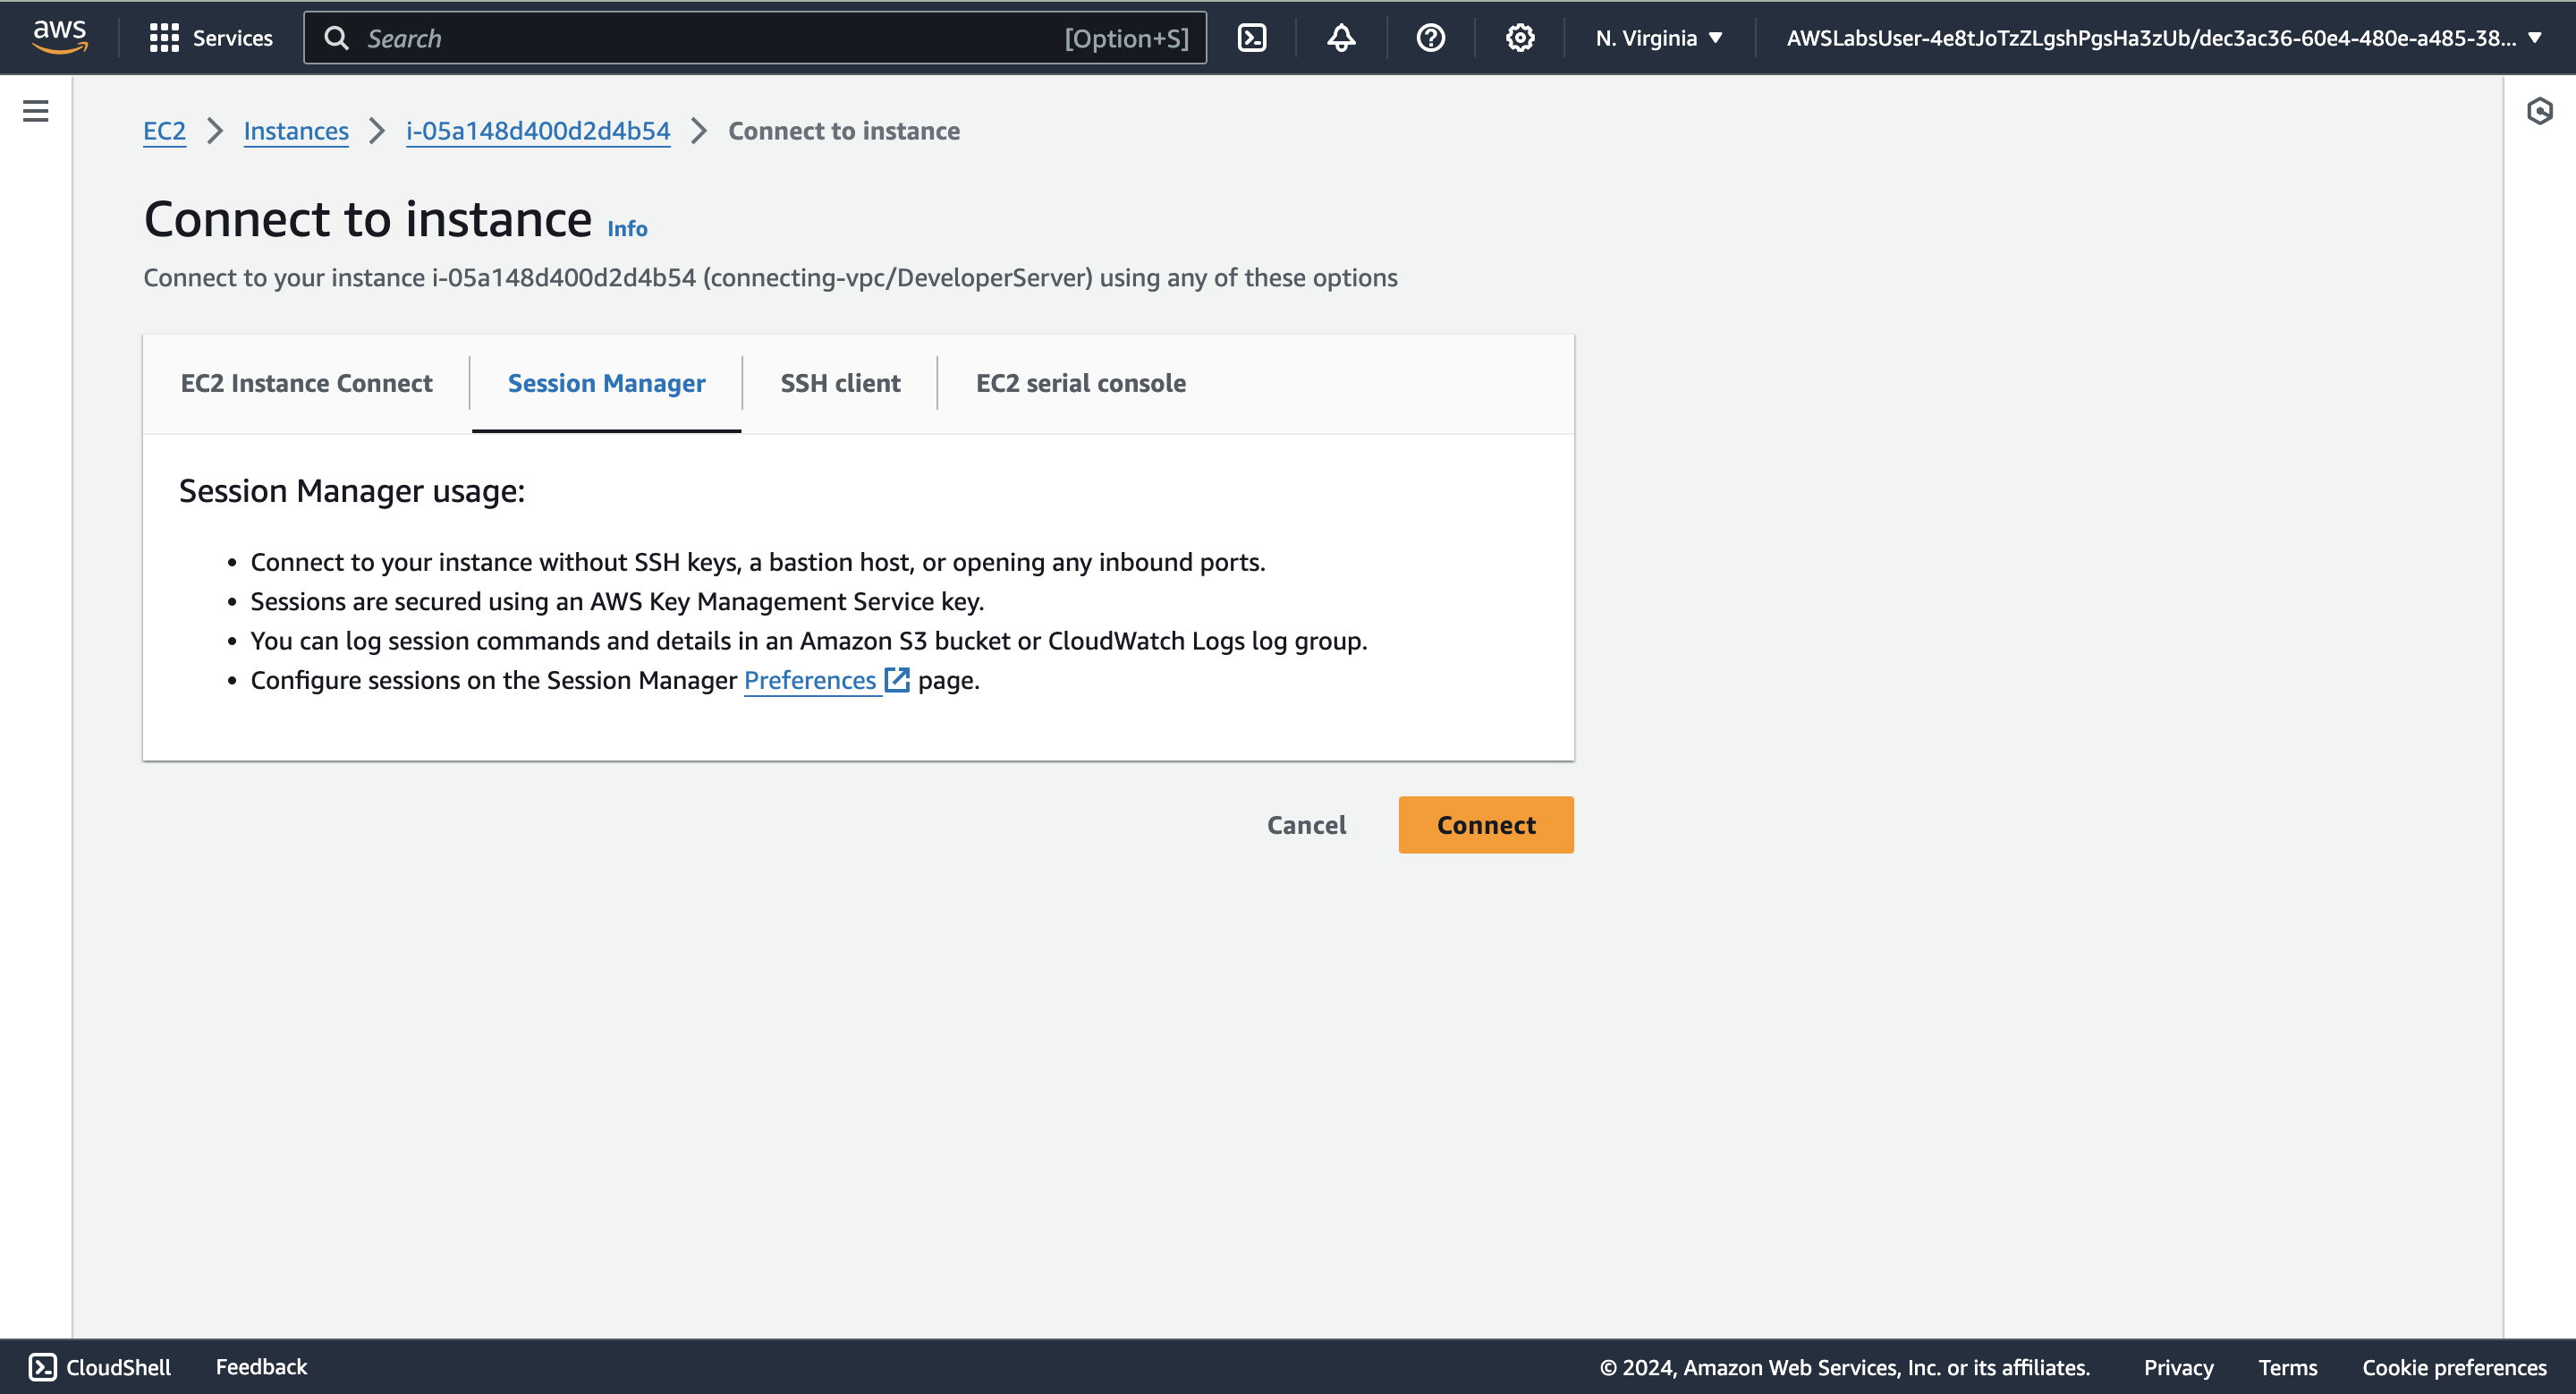 aws
Services
Search
[Option+S]
N. Virginia
AWSLabsUser-4e8tJoTzZLgshPgsHa3zUb/dec3ac36-60e4-480e-a485-38...
EC2 > Instances > i-05a148d400d2d4b54 > Connect to instance
Connect to instance Info
Connect to your instance i-05a148d400d2d4b54 (connecting-vpc/DeveloperServer) using any of these options
EC2 Instance Connect
Session Manager
SSH client
EC2 serial console
Session Manager usage:
• Connect to your instance without SSH keys, a bastion host, or opening any inbound ports.
• Sessions are secured using an AWS Key Management Service key.
• You can log session commands and details in an Amazon S3 bucket or CloudWatch Logs log group.
• Configure sessions on the Session Manager Preferences page.
Cancel
Connect
CloudShell
Feedback
© 2024, Amazon Web Services, Inc. or its affiliates.
Privacy
Terms
Cookie preferences